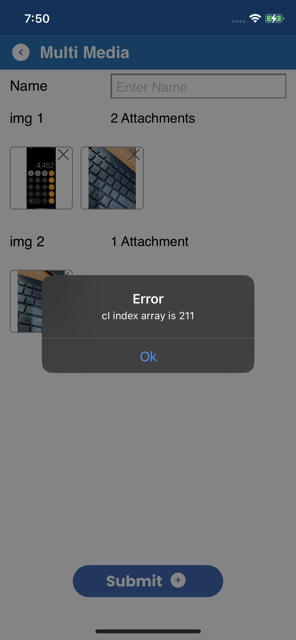 7:50
Multi Media
Name
Enter Name
img 1
2 Attachments
4,452
img 2
1 Attachment
Error
cl index array is 211
Ok
Submit